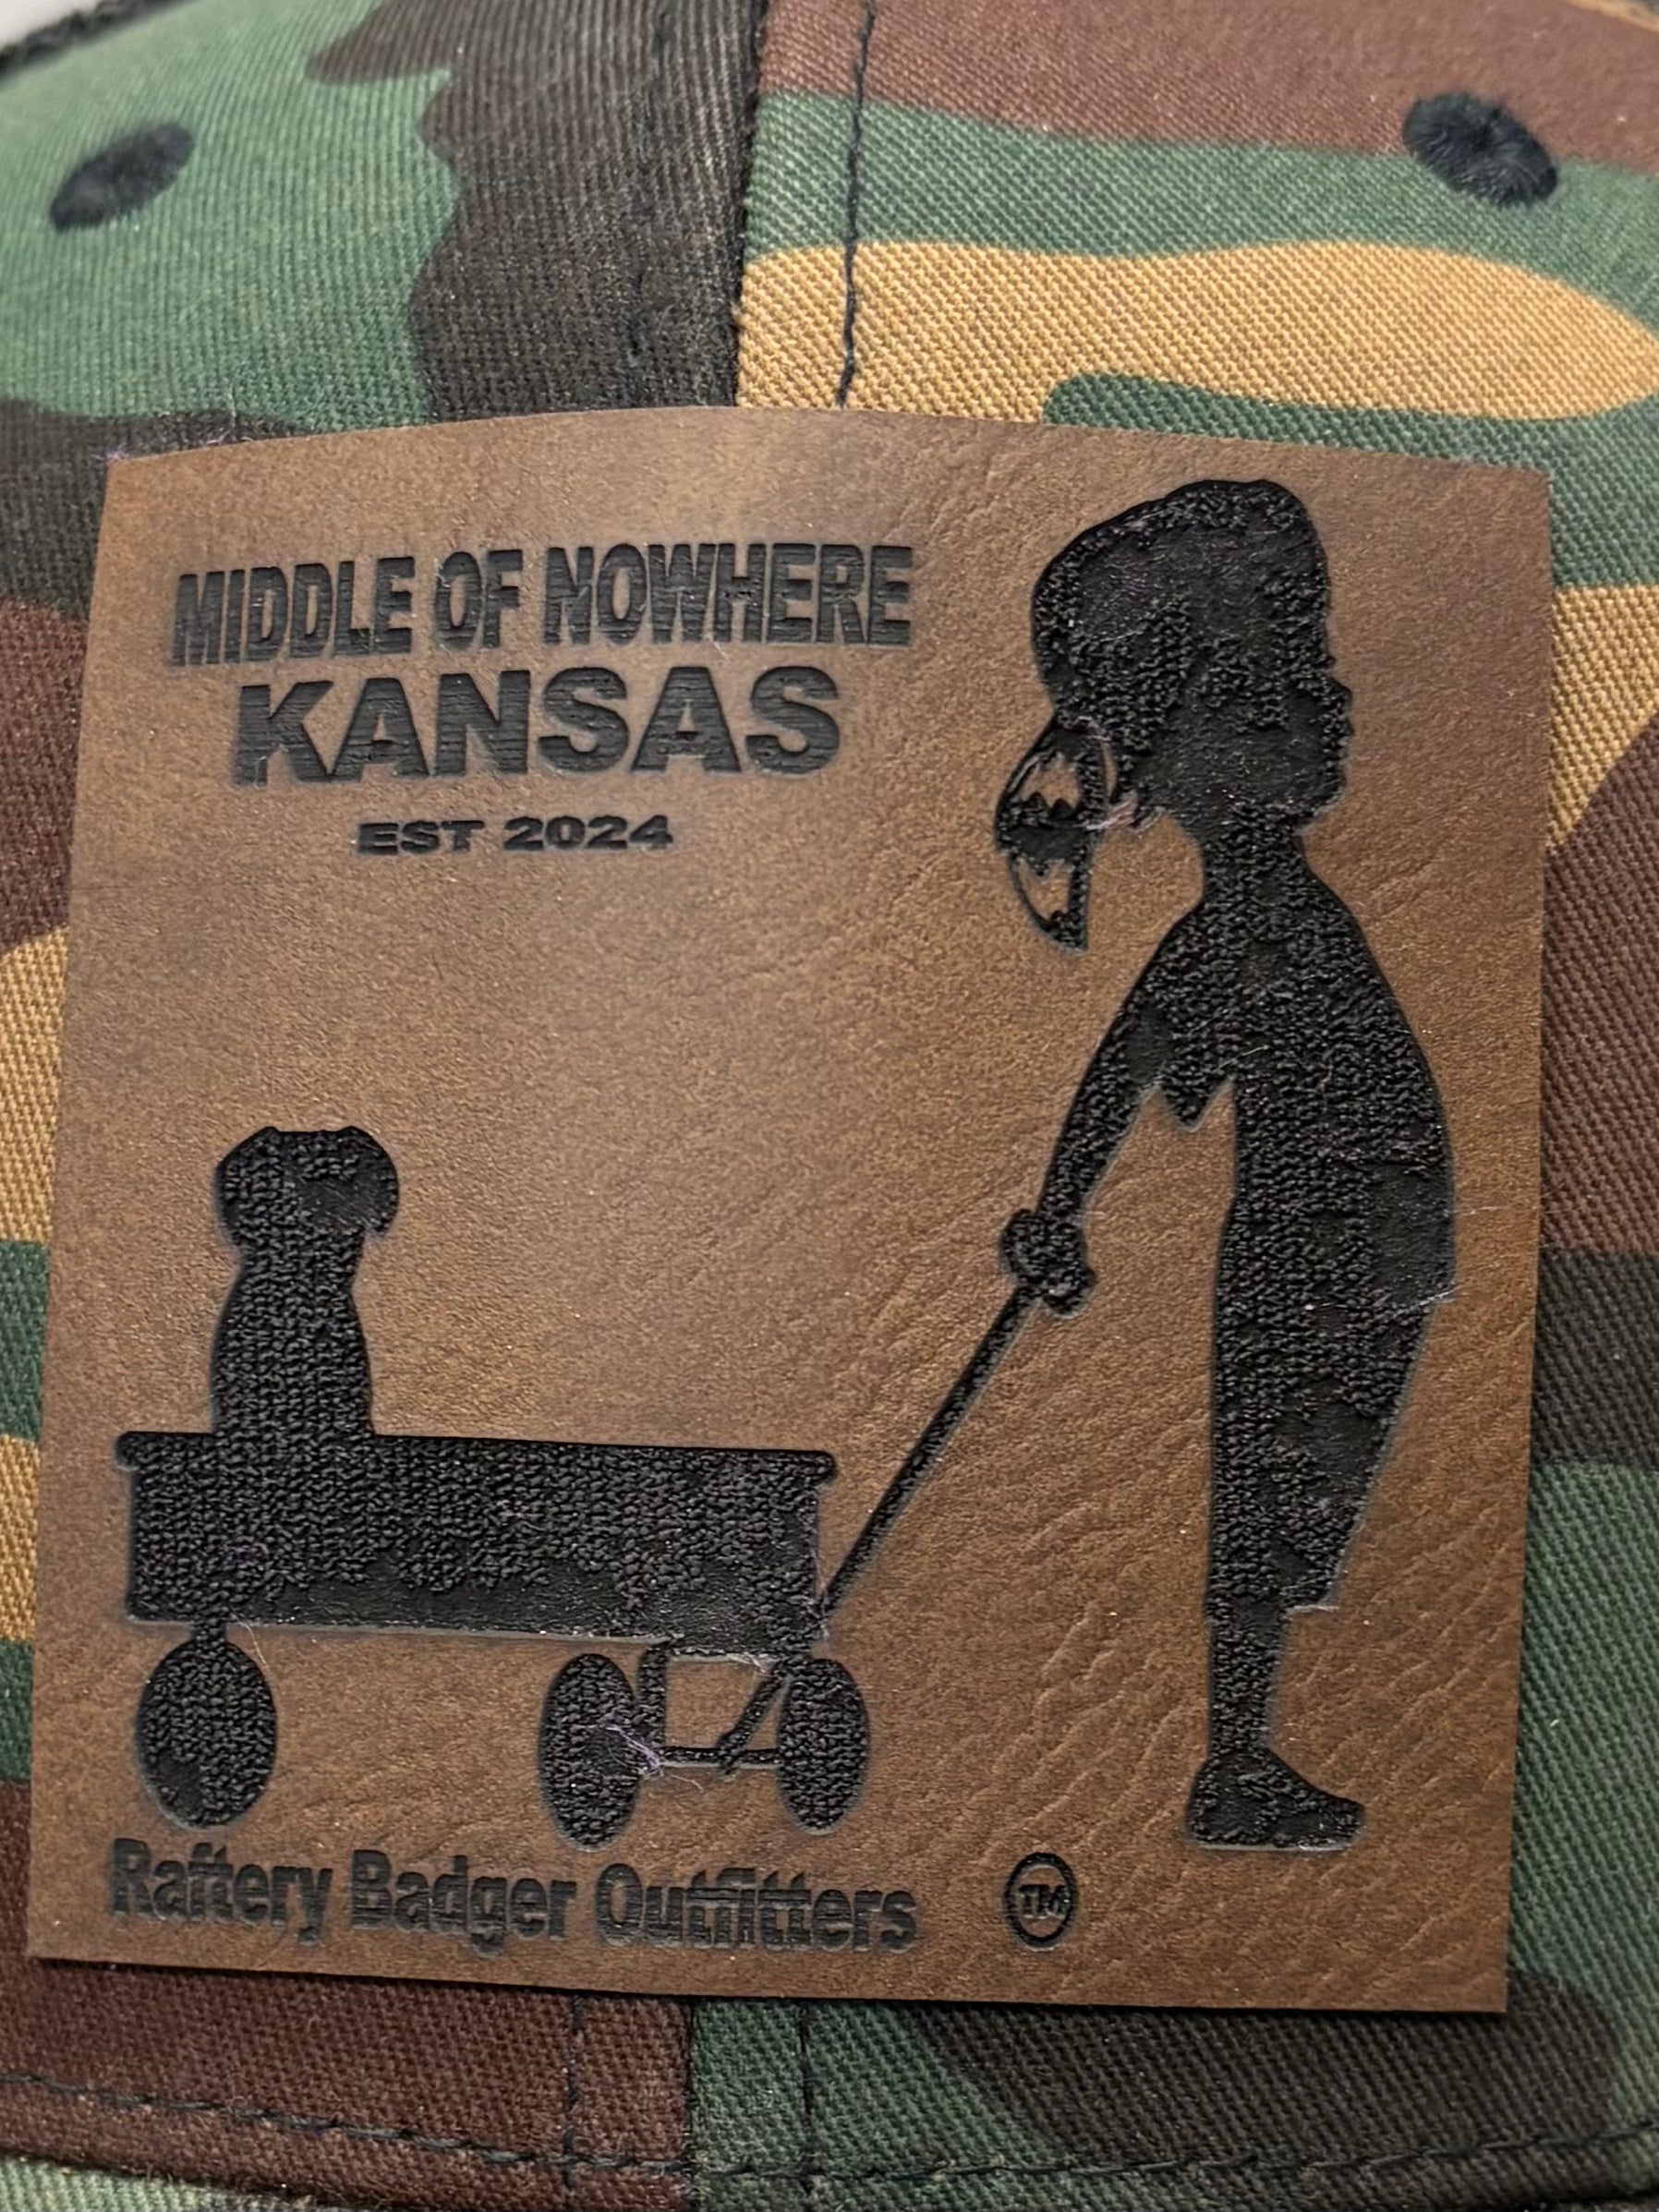 MIDDLE OF NOWHERE
KANSAS
EST 2024
Raftery Badger Outfitters
TM